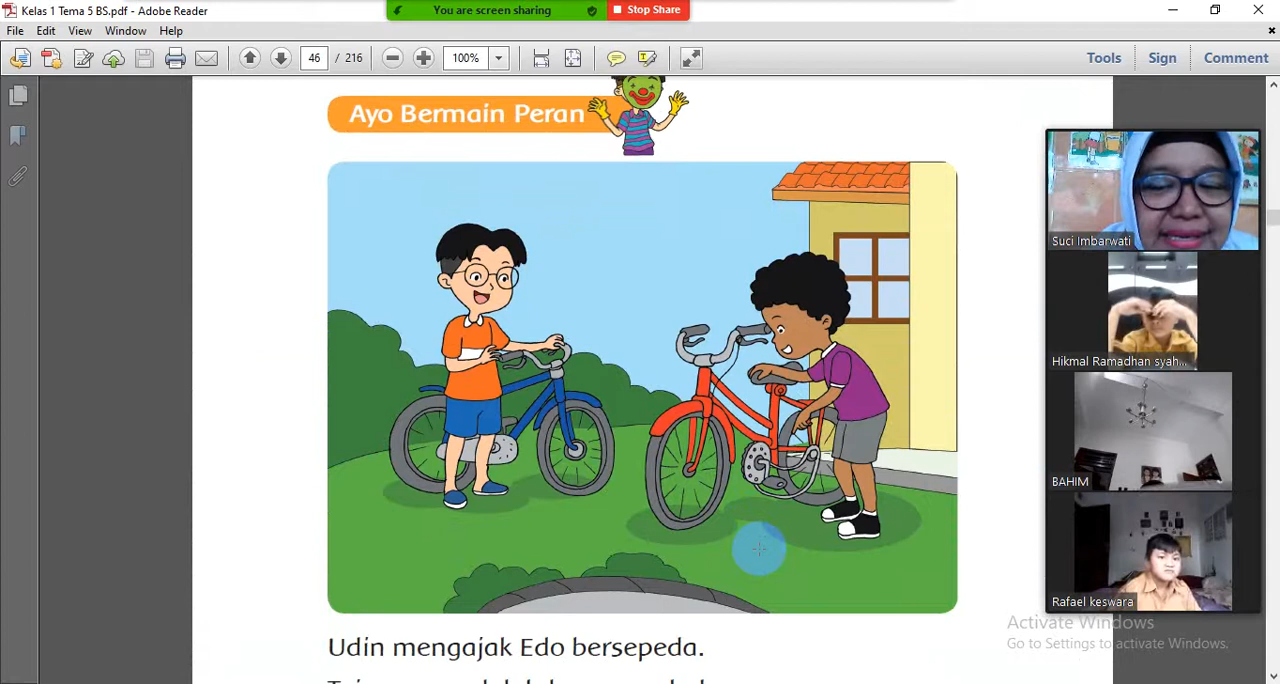 Kelas 1 Tema 5 BS.pdf - Adobe Reader
You are screen sharing
Stop Share
File Edit View Window Help
46 / 216
100%
Tools Sign Comment
Ayo Bermain Peran
Suci Imbarwati
Hikmal Ramadhan syah...
BAHIM
Rafael keswara
Activate Windows
Go to Settings to activate Windows.
Udin mengajak Edo bersepeda.